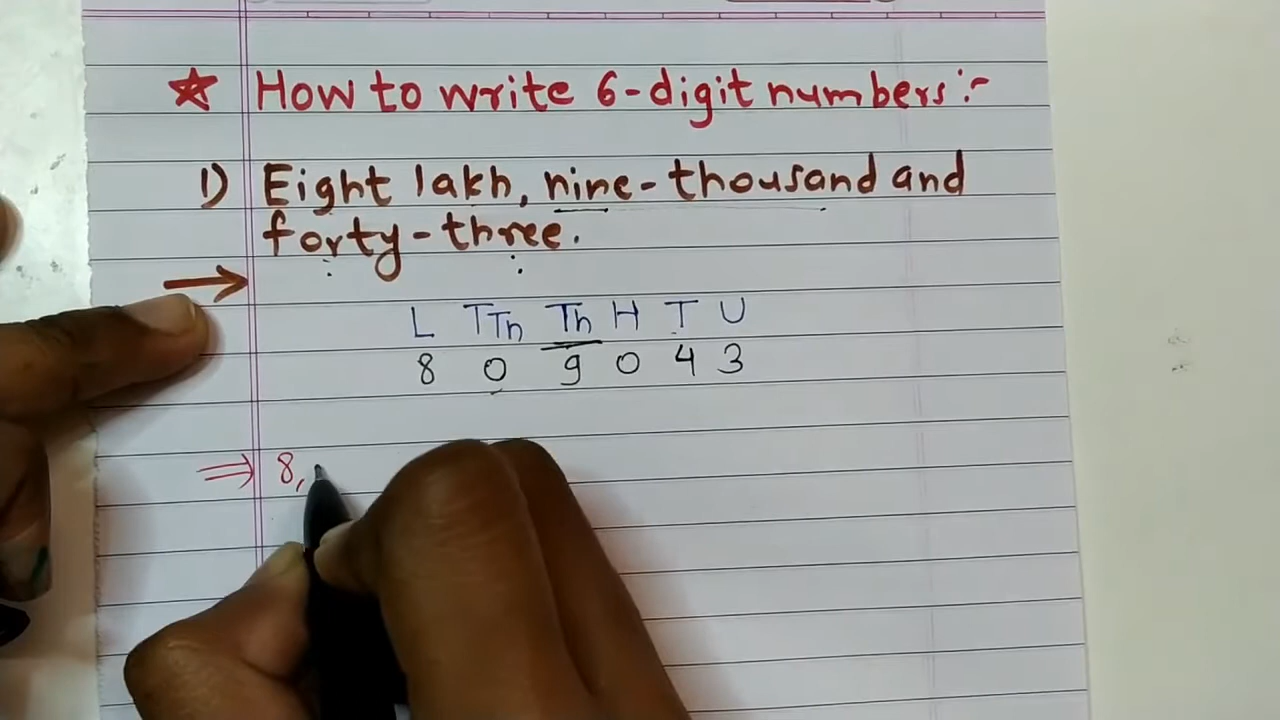 ★ How to write 6-digit numbers :-
1) Eight lakh, nine-thousand and
forty-three.
→
L TTh Th H T U
8 0 9 0 4 3
⇒ 8,